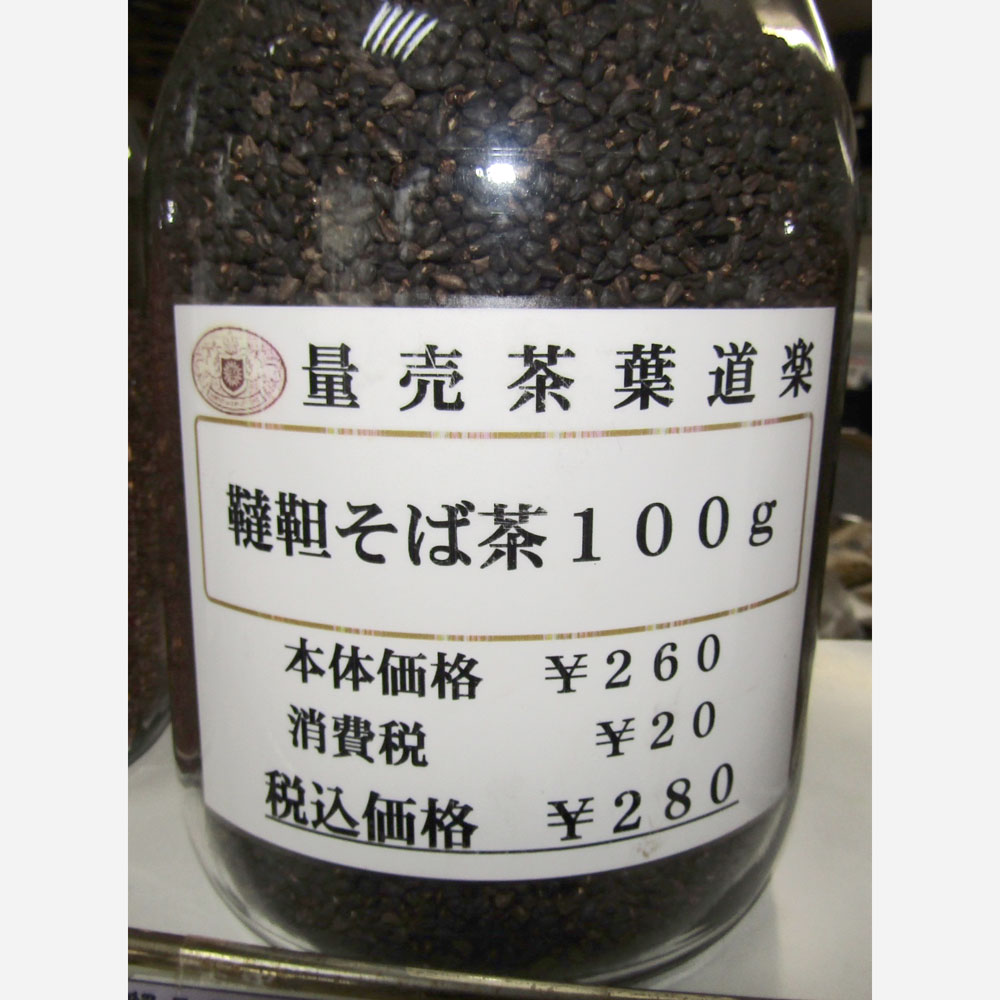 量売茶葉道楽
韃靼そば茶１００ｇ
本体価格 ￥２６０
消費税 ￥２０
税込価格 ￥２８０